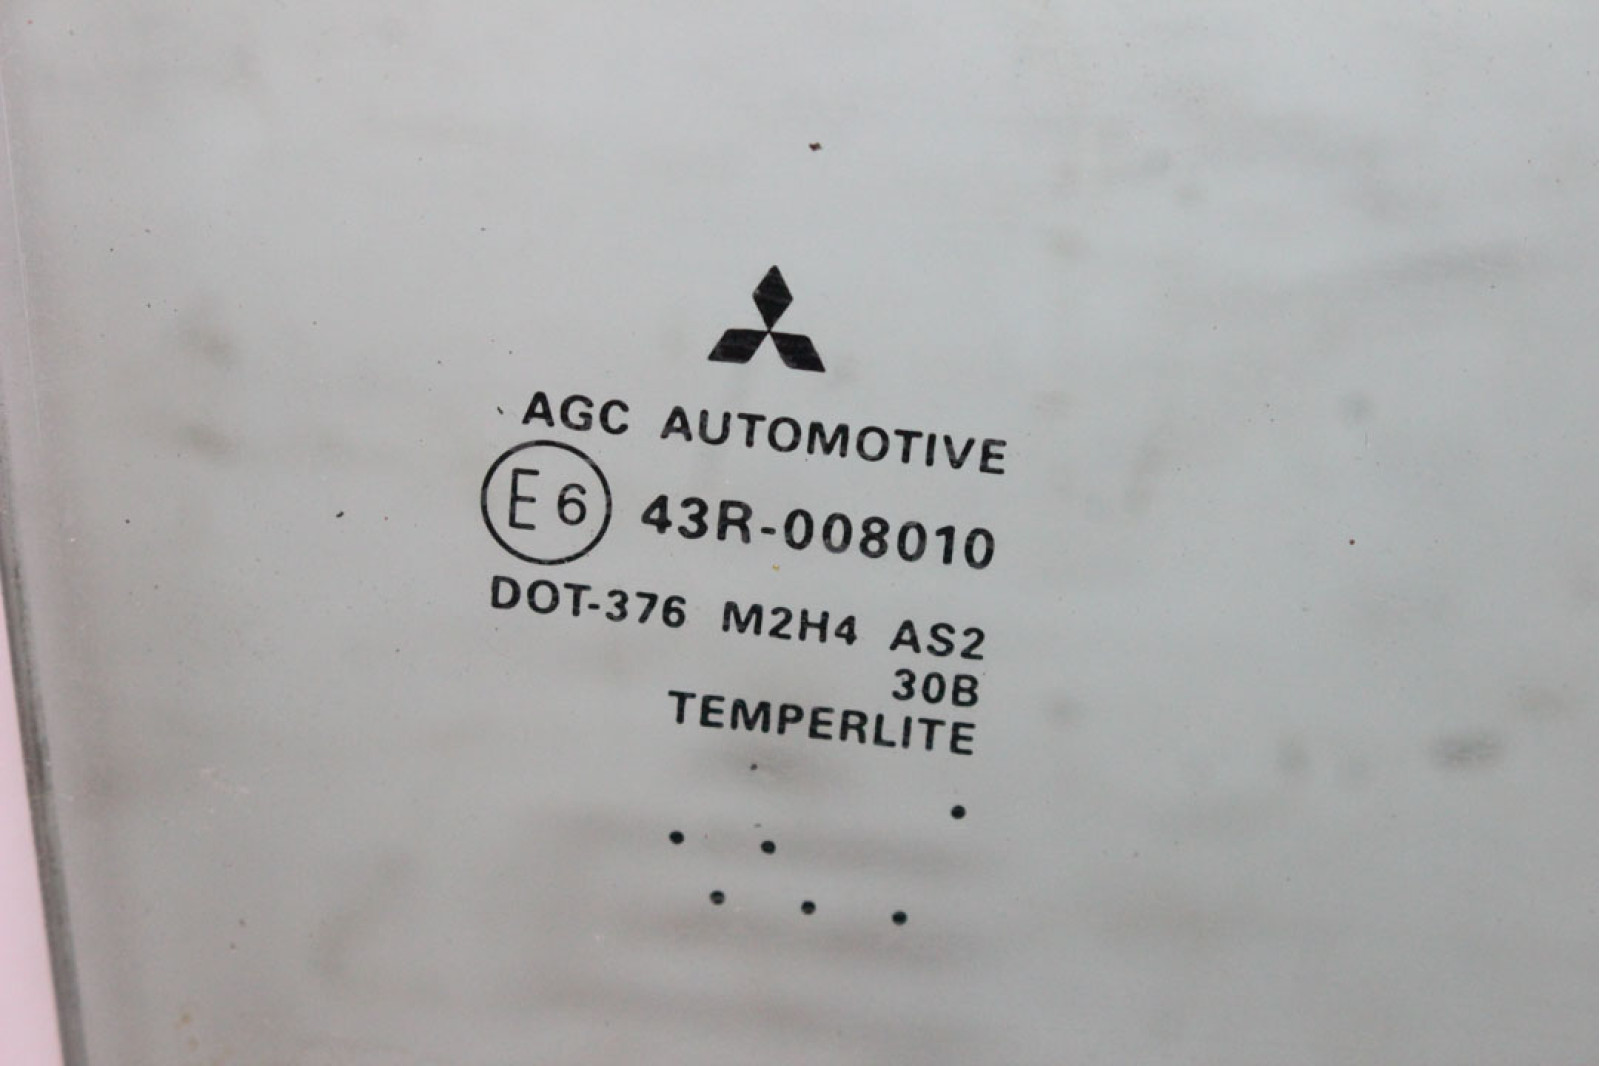 AGC AUTOMOTIVE
E6 43R-008010
DOT-376 M2H4 AS2
30B
TEMPERLITE